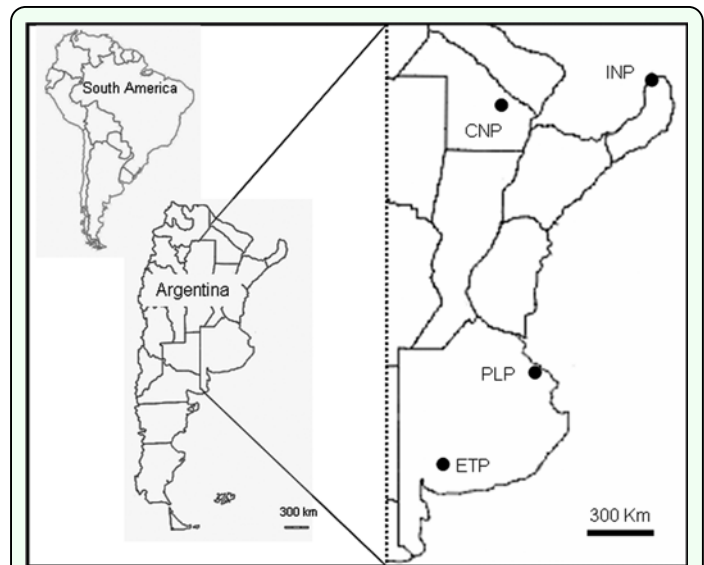 South America
Argentina
300 km
INP
CNP
PLP
ETP
300 Km